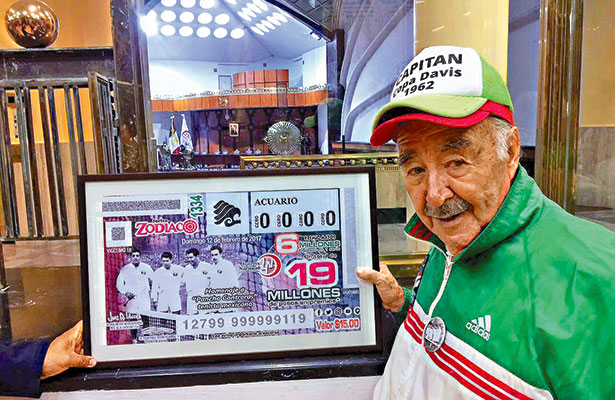 CAPITAN
Copa Davis
1962
ZODIACO
1334
ACUARIO
0 0 0 0
Domingo 12 de febrero de 2017
6 MILLONES
19
MILLONES
de pesos en premios
Homenaje
a
"Pancho Contreras"
tenista mexicano
12799 999999119
Valor $15.00
adidas